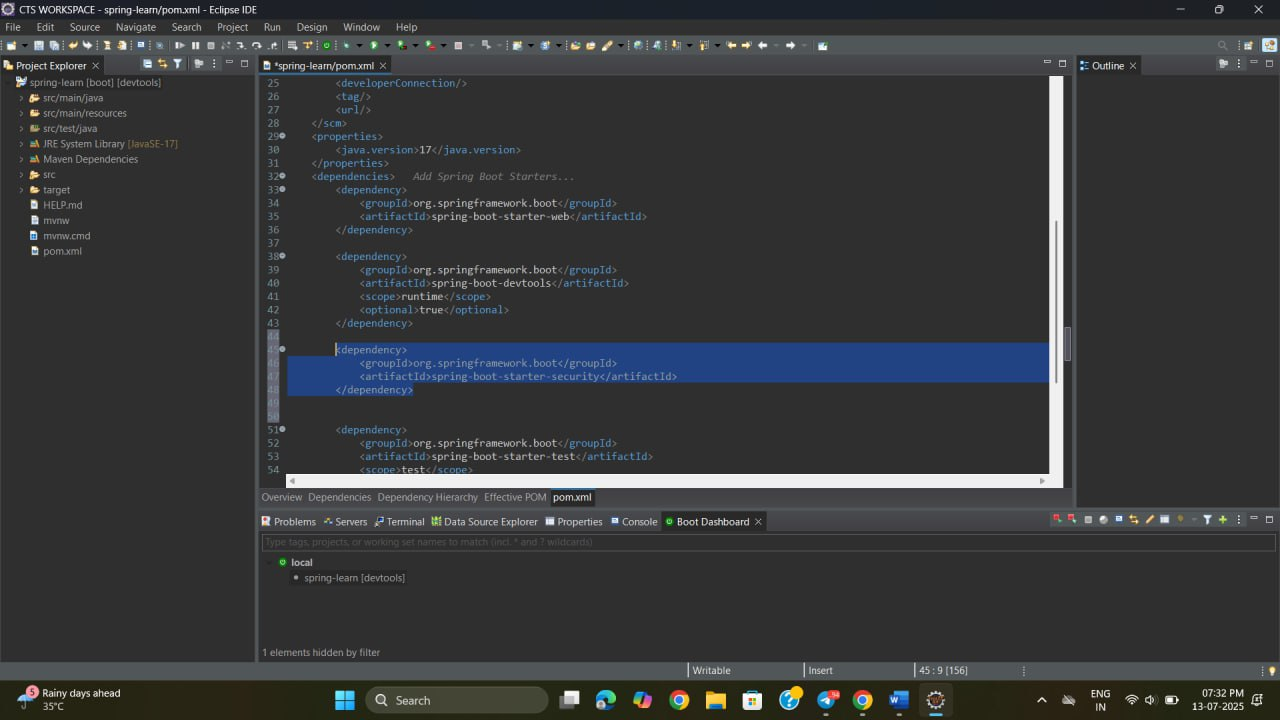 CTS WORKSPACE - spring-learn/pom.xml - Eclipse IDE
File Edit Source Navigate Search Project Run Design Window Help
Project Explorer
spring-learn [boot] [devtools]
src/main/java
src/main/resources
src/test/java
JRE System Library [JavaSE-17]
Maven Dependencies
src
target
HELP.md
mvnw
mvnw.cmd
pom.xml
*spring-learn/pom.xml
25 <developerConnection/>
26 <tag/>
27 <url/>
28 </scm>
29 <properties>
30 <java.version>17</java.version>
31 </properties>
32 <dependencies> Add Spring Boot Starters...
33 <dependency>
34 <groupId>org.springframework.boot</groupId>
35 <artifactId>spring-boot-starter-web</artifactId>
36 </dependency>
37
38 <dependency>
39 <groupId>org.springframework.boot</groupId>
40 <artifactId>spring-boot-devtools</artifactId>
41 <scope>runtime</scope>
42 <optional>true</optional>
43 </dependency>
44
45 <dependency>
46 <groupId>org.springframework.boot</groupId>
47 <artifactId>spring-boot-starter-security</artifactId>
48 </dependency>
49
50
51 <dependency>
52 <groupId>org.springframework.boot</groupId>
53 <artifactId>spring-boot-starter-test</artifactId>
54 <scope>test</scope>
Overview Dependencies Dependency Hierarchy Effective POM pom.xml
Outline
Problems Servers Terminal Data Source Explorer Properties Console Boot Dashboard
Type tags, projects, or working set names to match (incl. * and ? wildcards)
local
spring-learn [devtools]
1 elements hidden by filter
Writable Insert 45 : 9 [156]
5
Rainy days ahead
35°C
Search
ENG
IN
07:32 PM
13-07-2025